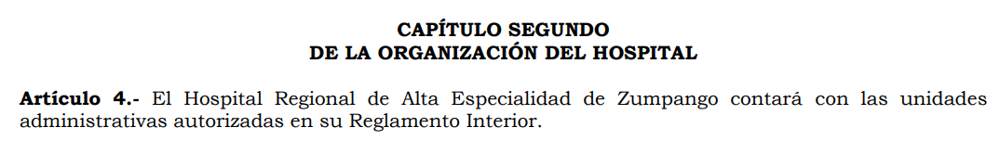 CAPÍTULO SEGUNDO
DE LA ORGANIZACIÓN DEL HOSPITAL
Artículo 4.- El Hospital Regional de Alta Especialidad de Zumpango contará con las unidades
administrativas autorizadas en su Reglamento Interior.